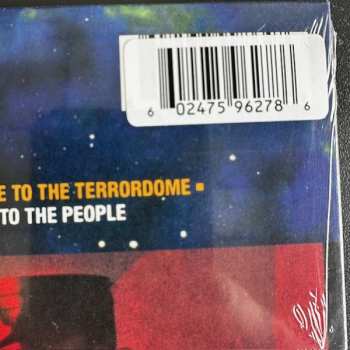 6 02475 96278 6
E TO THE TERRORDOME ▪
TO THE PEOPLE